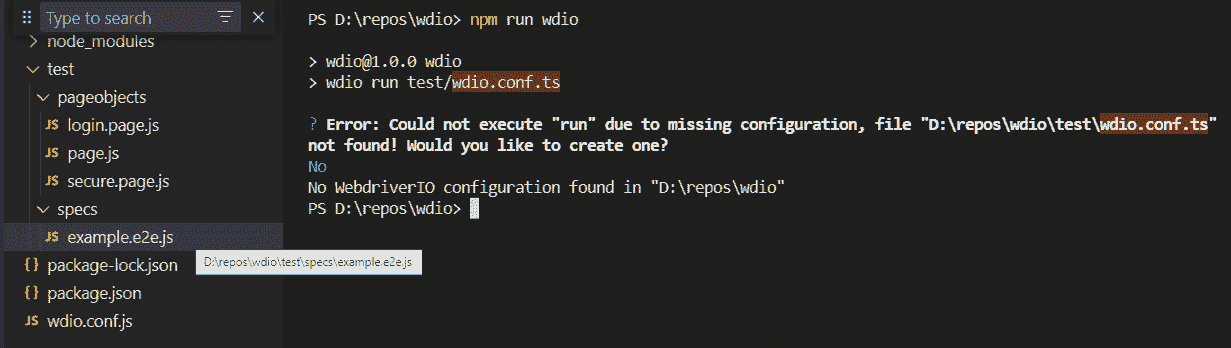 Type to search
node_modules
test
pageobjects
JS login.page.js
JS page.js
JS secure.page.js
specs
JS example.e2e.js
D:\repos\wdio\test\specs\example.e2e.js
{} package-lock.json
{} package.json
JS wdio.conf.js
PS D:\repos\wdio> npm run wdio
> wdio@1.0.0 wdio
> wdio run test/wdio.conf.ts
? Error: Could not execute "run" due to missing configuration, file "D:\repos\wdio\test\wdio.conf.ts"
not found! Would you like to create one?
No
No WebdriverIO configuration found in "D:\repos\wdio"
PS D:\repos\wdio>